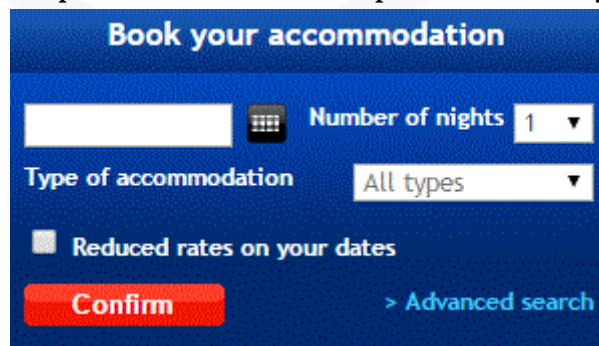 Book your accommodation
Number of nights 1
Type of accommodation All types
Reduced rates on your dates
Confirm > Advanced search